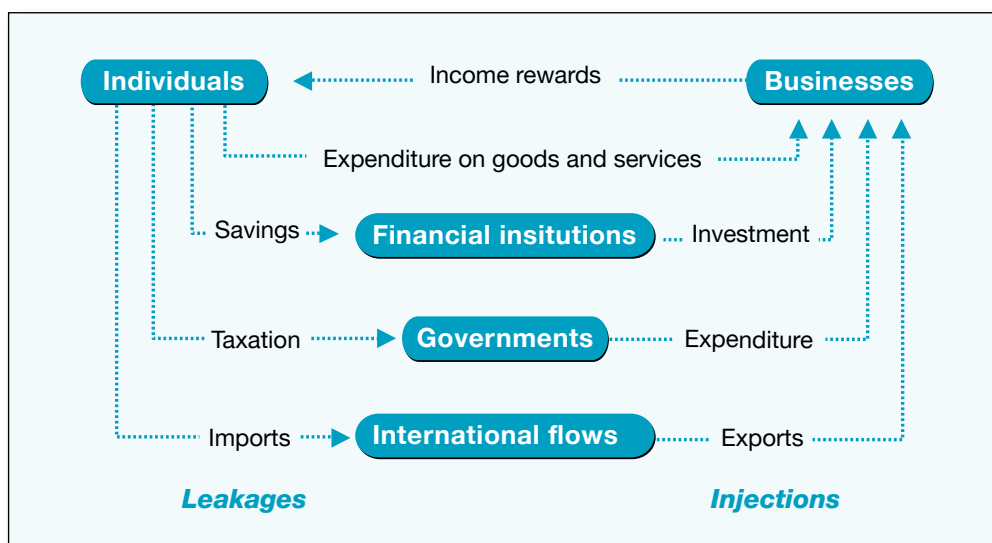 Individuals
Income rewards
Businesses
Expenditure on goods and services
Savings
Financial insitutions
Investment
Taxation
Governments
Expenditure
Imports
International flows
Exports
Leakages
Injections